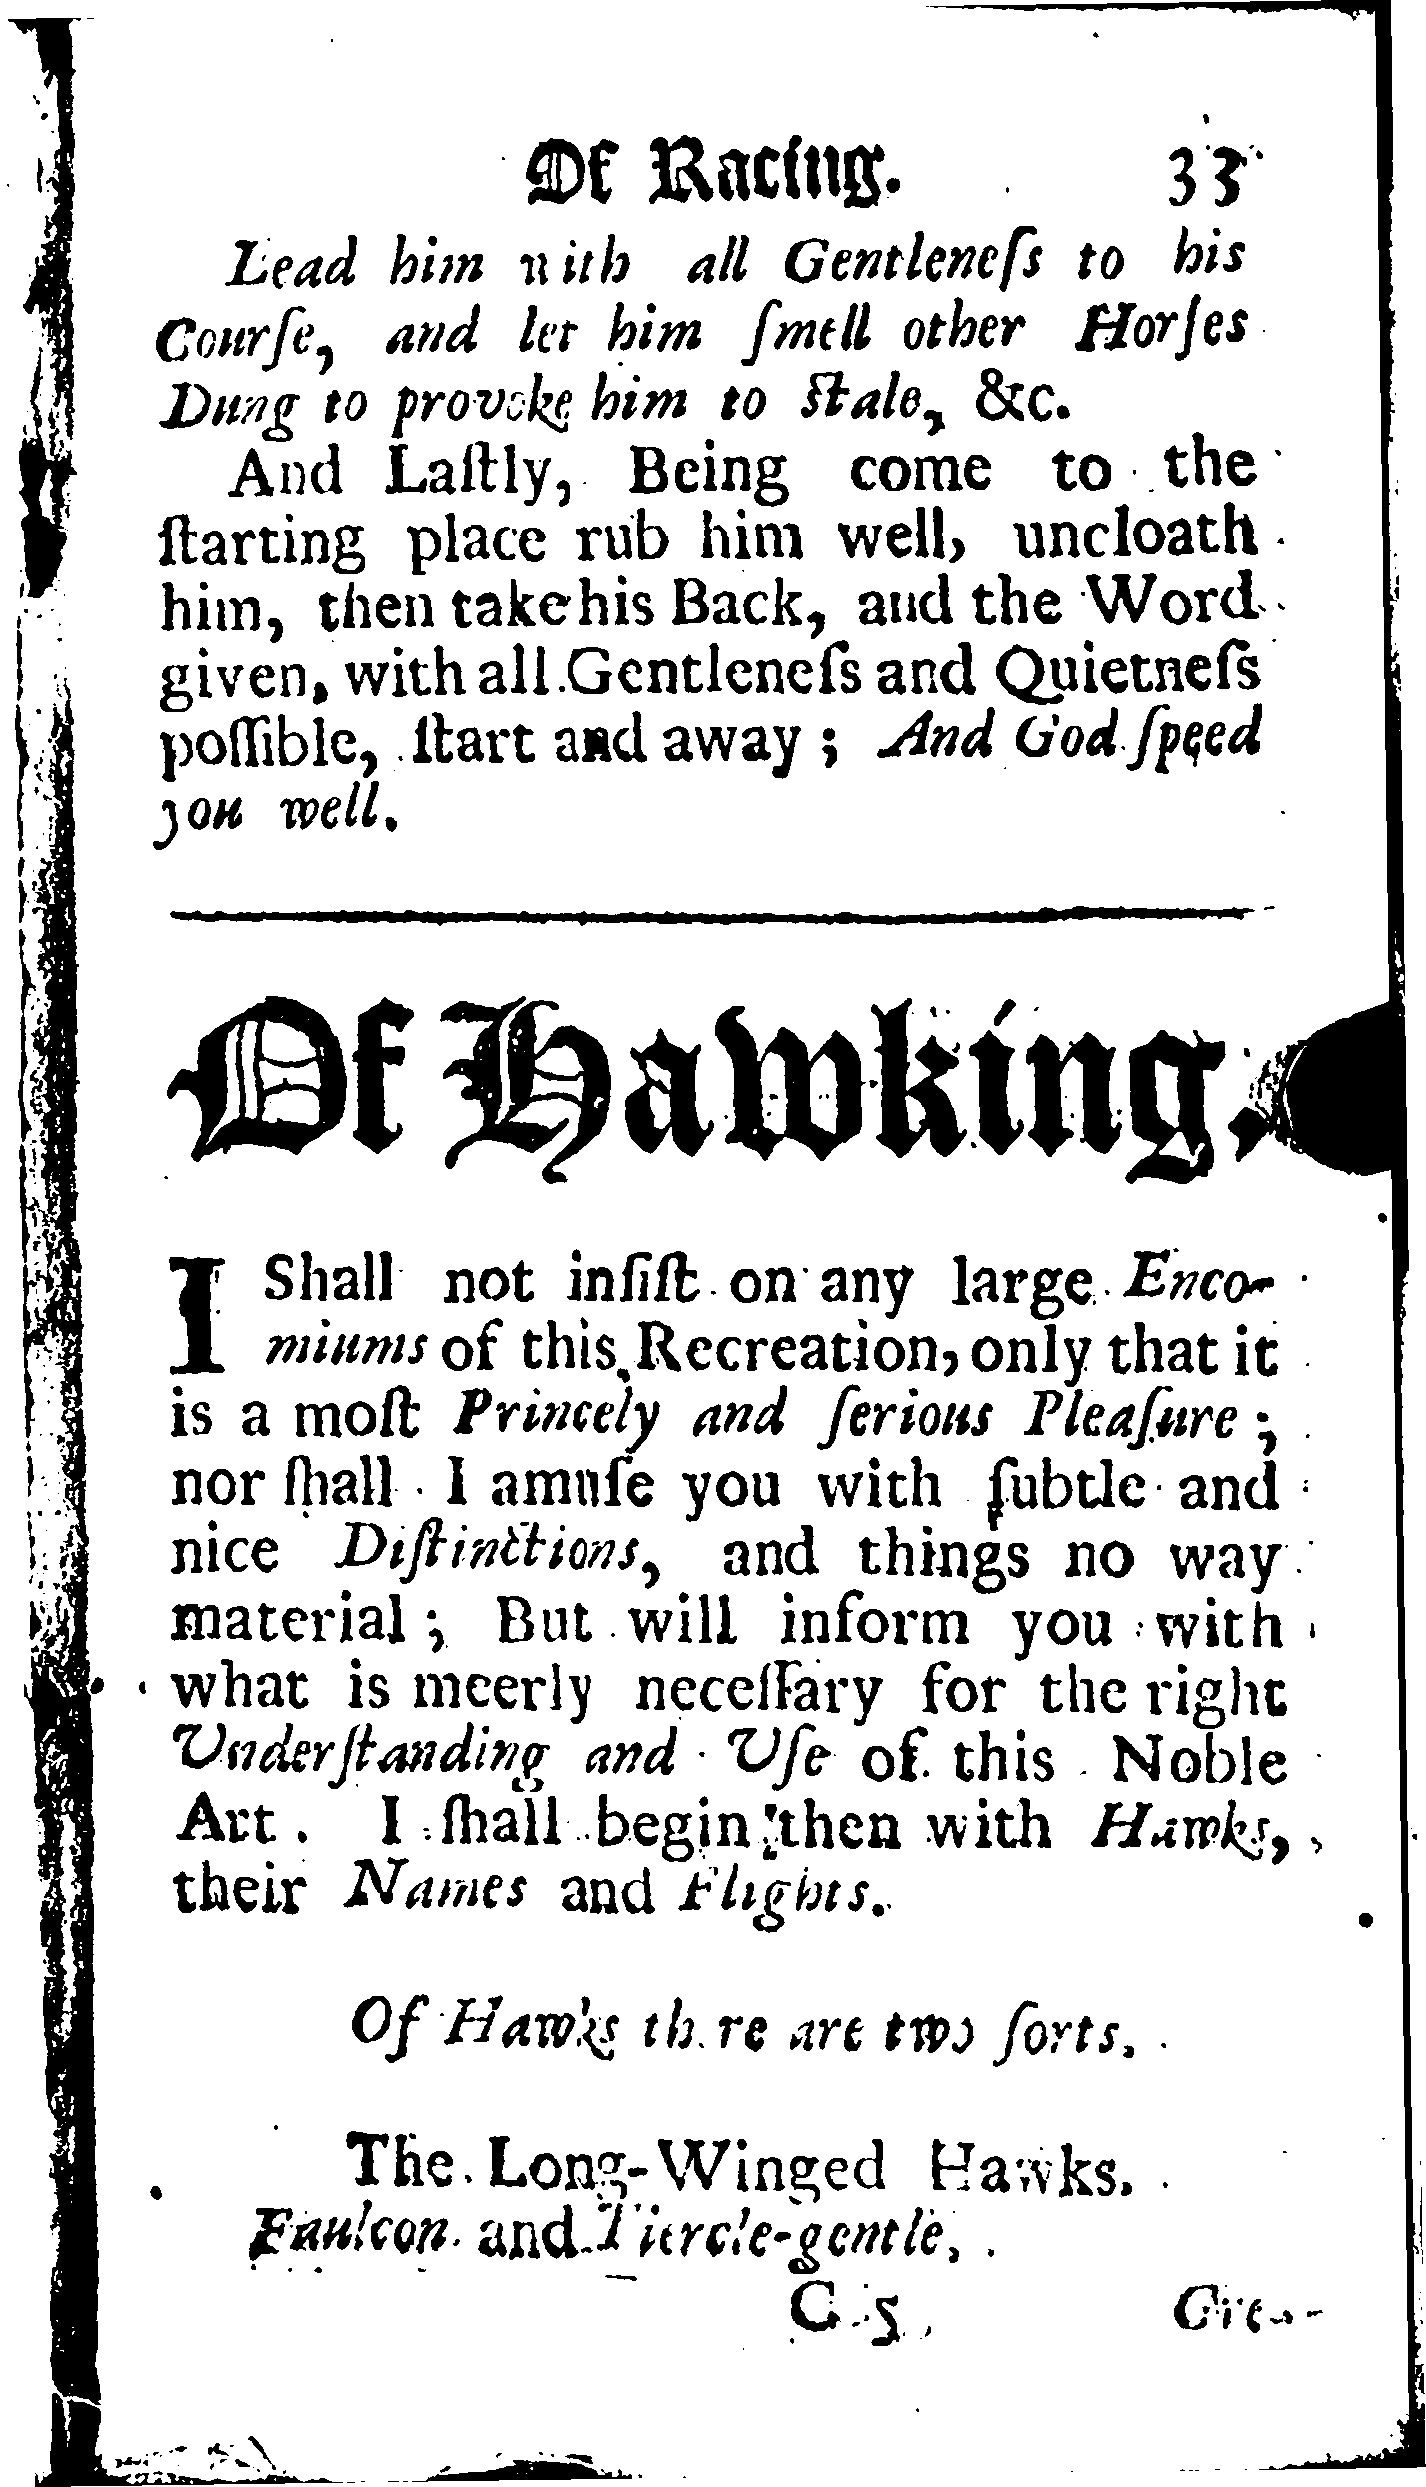 Of Racing. 33
Lead him with all Gentleneſs to his
Courſe, and let him ſmell other Horſes
Dung to provoke him to Stale, &c.
And Laſtly, Being come to the
ſtarting place rub him well, uncloath
him, then take his Back, and the Word
given, with all Gentleneſs and Quietneſs
poſſible, ſtart and away; And God ſpeed
you well.
Of Hawking.
I Shall not inſiſt on any large Enco-
miums of this Recreation, only that it
is a moſt Princely and ſerious Pleaſure;
nor ſhall I amuſe you with ſubtle and
nice Diſtinctions, and things no way
material; But will inform you with
what is meerly neceſſary for the right
Underſtanding and Uſe of this Noble
Art. I ſhall begin then with Hawks,
their Names and Flights.
Of Hawks there are two ſorts.
The Long-Winged Hawks.
Faulcon and Tiercle-gentle,
C 5